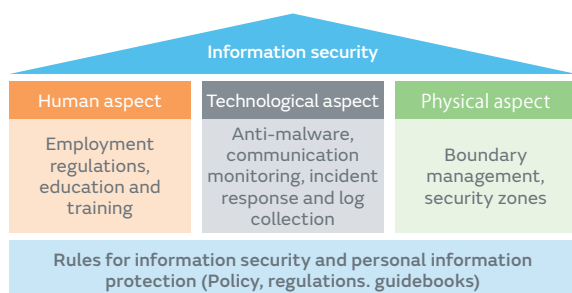 Information security
Human aspect
Employment
regulations,
education and
training
Technological aspect
Anti-malware,
communication
monitoring, incident
response and log
collection
Physical aspect
Boundary
management,
security zones
Rules for information security and personal information
protection (Policy, regulations. guidebooks)